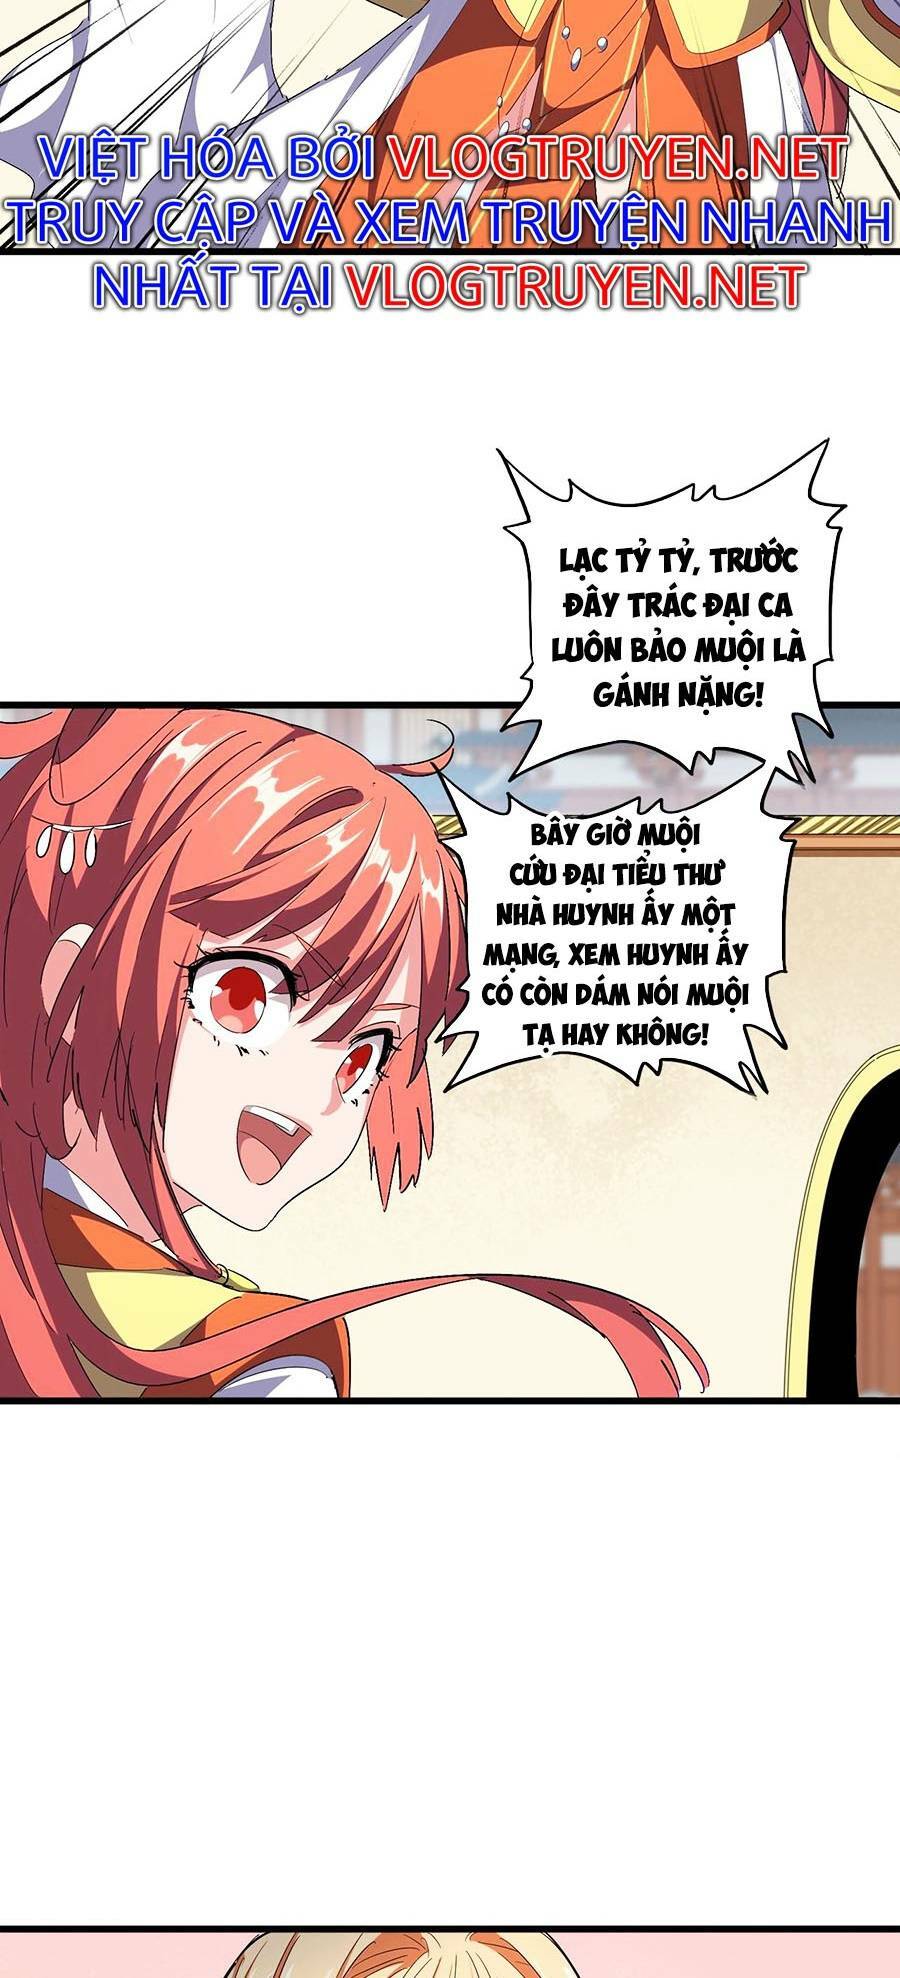 VIỆT HÓA BỞI VLOGTRUYEN.NET
TRUY CẬP VÀ XEM TRUYỆN NHANH
NHẤT TẠI VLOGTRUYEN.NET
LẠC TỶ TỶ, TRƯỚC
ĐÂY TRÁC ĐẠI CA
LUÔN BẢO MUỘI LÀ
GÁNH NẶNG!
BÂY GIỜ MUỘI
CỨU ĐẠI TIỂU THƯ
NHÀ HUYNH ẤY MỘT
MẠNG, XEM HUYNH ẤY
CÓ CÒN DÁM NÓI MUỘI
TẠ HAY KHÔNG!